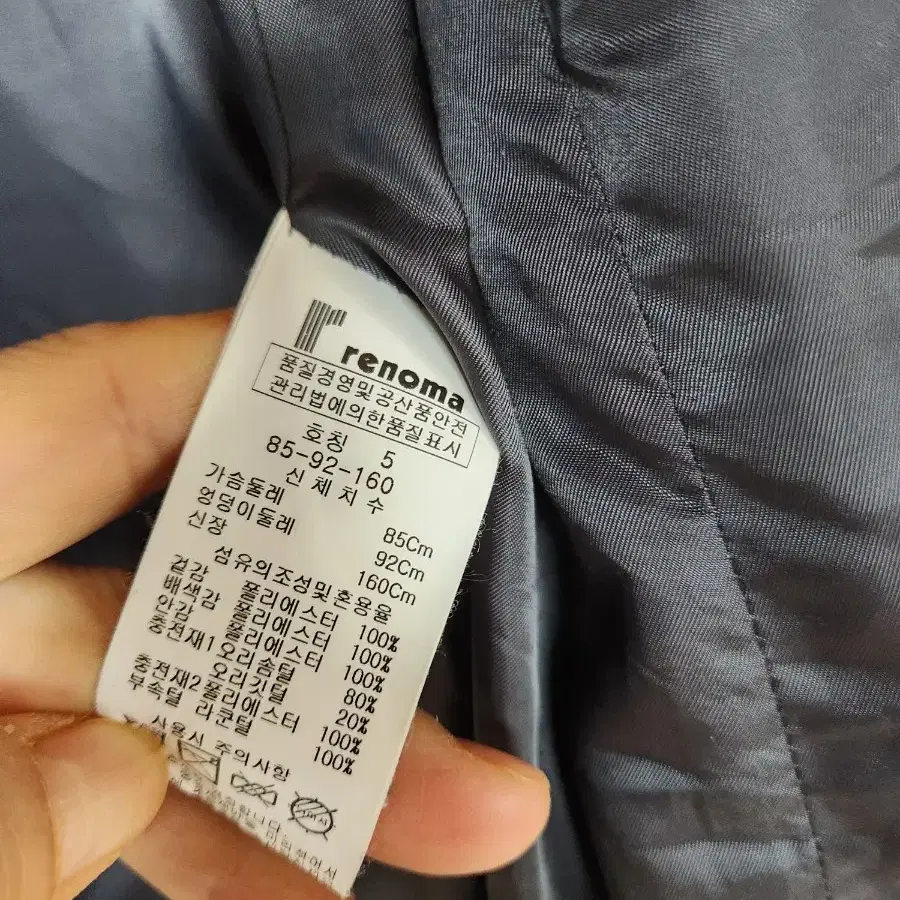 renoma
품질경영및공산품안전
관리법에의한품질표시
호칭 5
85-92-160
신체치수
가슴둘레 85Cm
엉덩이둘레 92Cm
신장 160Cm
섬유의조성및혼용율
겉감 폴리에스터 100%
배색감 폴리에스터 100%
안감 폴리에스터 100%
충전재1 오리솜털 80%
오리깃털 20%
충전재2 폴리에스터 100%
부속털 라쿤털 100%
사용시 주의사항